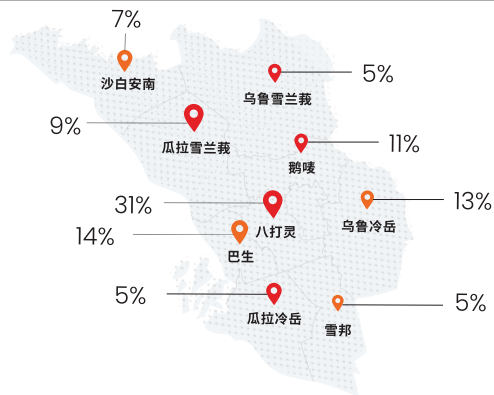 7%
沙白安南
5%
乌鲁雪兰莪
9%
瓜拉雪兰莪
11%
鹅唛
31%
八打灵
13%
乌鲁冷岳
14%
巴生
5%
瓜拉冷岳
5%
雪邦